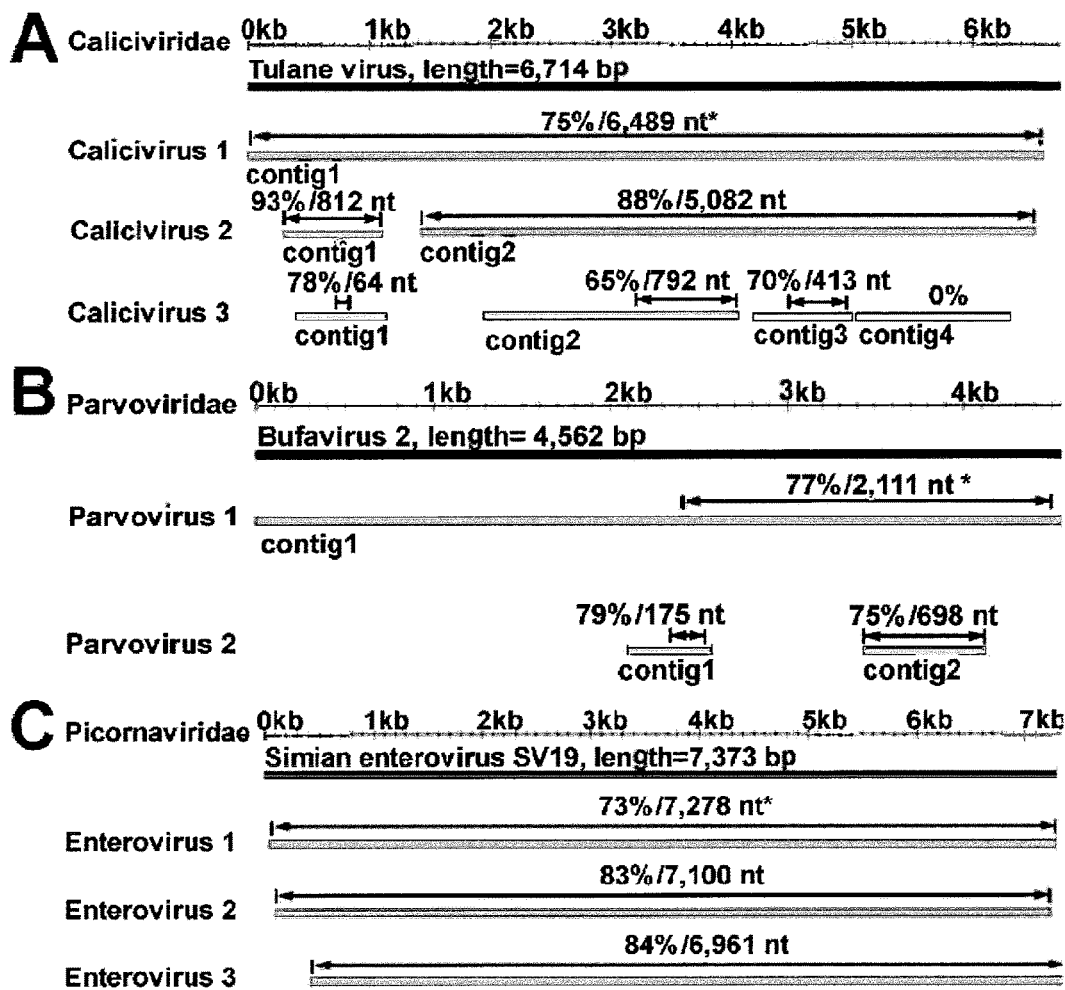 A Caliciviridae 0kb 1kb 2kb 3kb 4kb 5kb 6kb
Tulane virus, length=6,714 bp
75%/6,489 nt*
Calicivirus 1
contig1
93%/812 nt 88%/5,082 nt
Calicivirus 2
contig1 contig2
78%/64 nt 65%/792 nt 70%/413 nt 0%
Calicivirus 3
contig1 contig2 contig3 contig4
B Parvoviridae 0kb 1kb 2kb 3kb 4kb
Bufavirus 2, length= 4,562 bp
77%/2,111 nt *
Parvovirus 1
contig1
79%/175 nt 75%/698 nt
Parvovirus 2
contig1 contig2
C Picornaviridae 0kb 1kb 2kb 3kb 4kb 5kb 6kb 7kb
Simian enterovirus SV19, length=7,373 bp
73%/7,278 nt*
Enterovirus 1
83%/7,100 nt
Enterovirus 2
84%/6,961 nt
Enterovirus 3